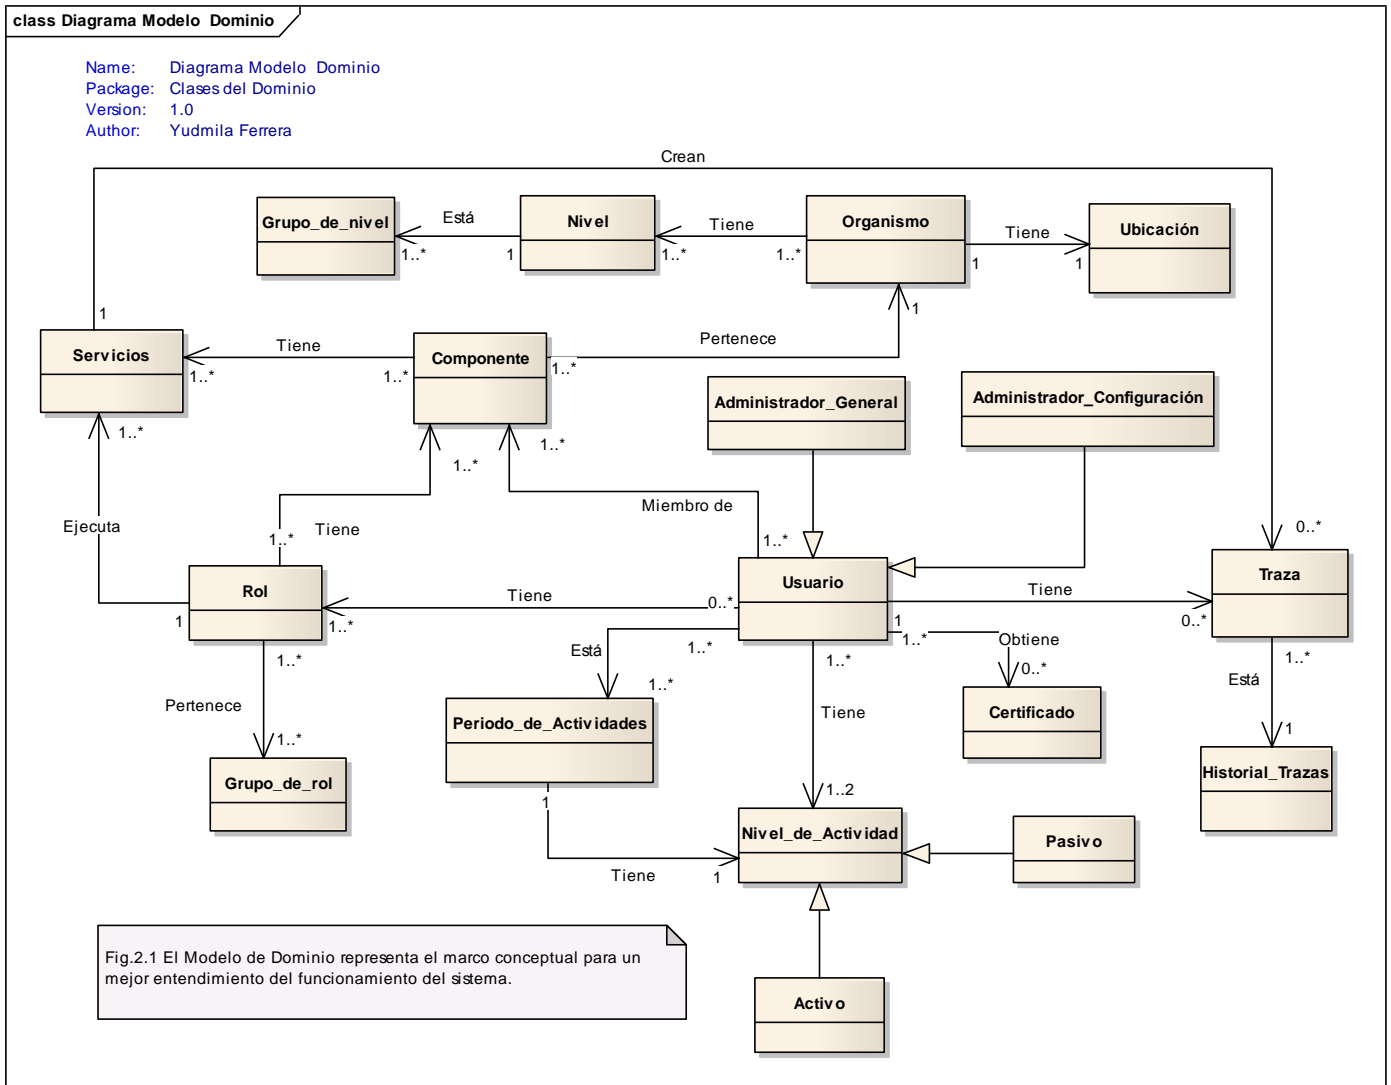 class Diagrama Modelo Dominio
Name: Diagrama Modelo Dominio
Package: Clases del Dominio
Version: 1.0
Author: Yudmila Ferrera
Crean
Grupo_de_nivel
Está
1..*
1
Nivel
Tiene
1..*
1..*
Organismo
Tiene
1
1
Ubicación
1
Servicios
Tiene
1..*
1..*
Componente
1..*
Pertenece
1
Administrador_General
Administrador_Configuración
1..*
1..*
1..*
Ejecuta
1..*
Tiene
Miembro de
1..*
0..*
Rol
1
1..*
Tiene
0..*
Usuario
Tiene
1
0..*
Traza
1..*
Pertenece
1..*
Grupo_de_rol
Está
1..*
1..*
Periodo_de_Actividades
1..*
Tiene
1..2
1..*
Obtiene
0..*
Certificado
1..*
Está
1
Historial_Trazas
1
Tiene
1
Nivel_de_Actividad
Pasivo
Activo
Fig.2.1 El Modelo de Dominio representa el marco conceptual para un
mejor entendimiento del funcionamiento del sistema.